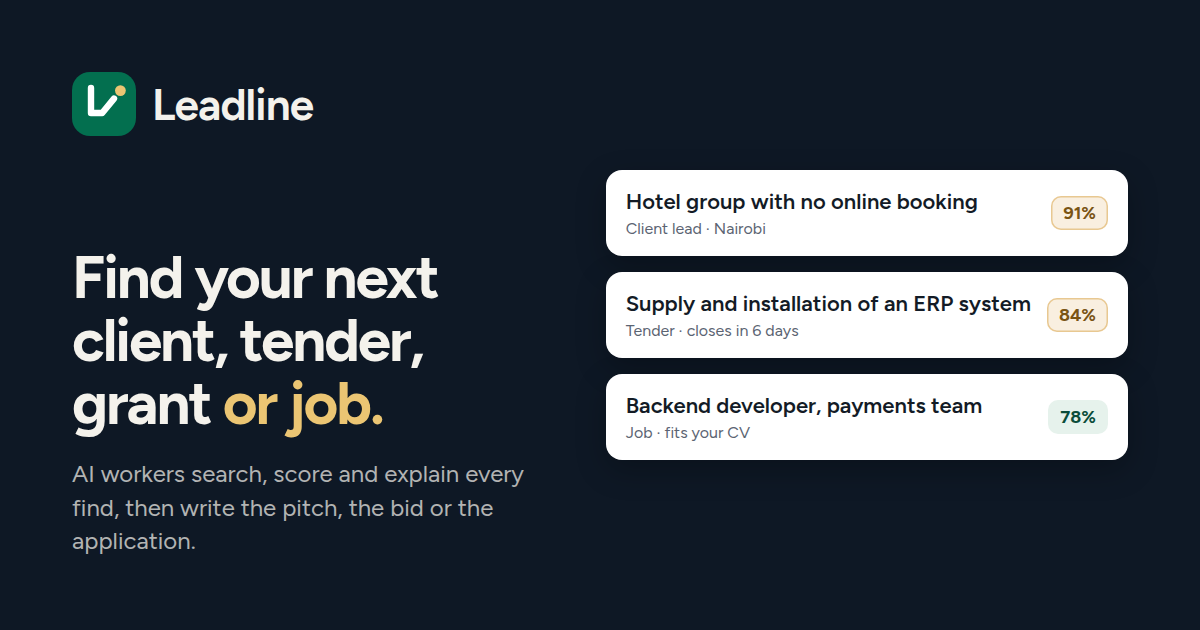 Leadline
Find your next
client, tender,
grant or job.
AI workers search, score and explain every
find, then write the pitch, the bid or the
application.
Hotel group with no online booking
Client lead · Nairobi
91%
Supply and installation of an ERP system
Tender · closes in 6 days
84%
Backend developer, payments team
Job · fits your CV
78%